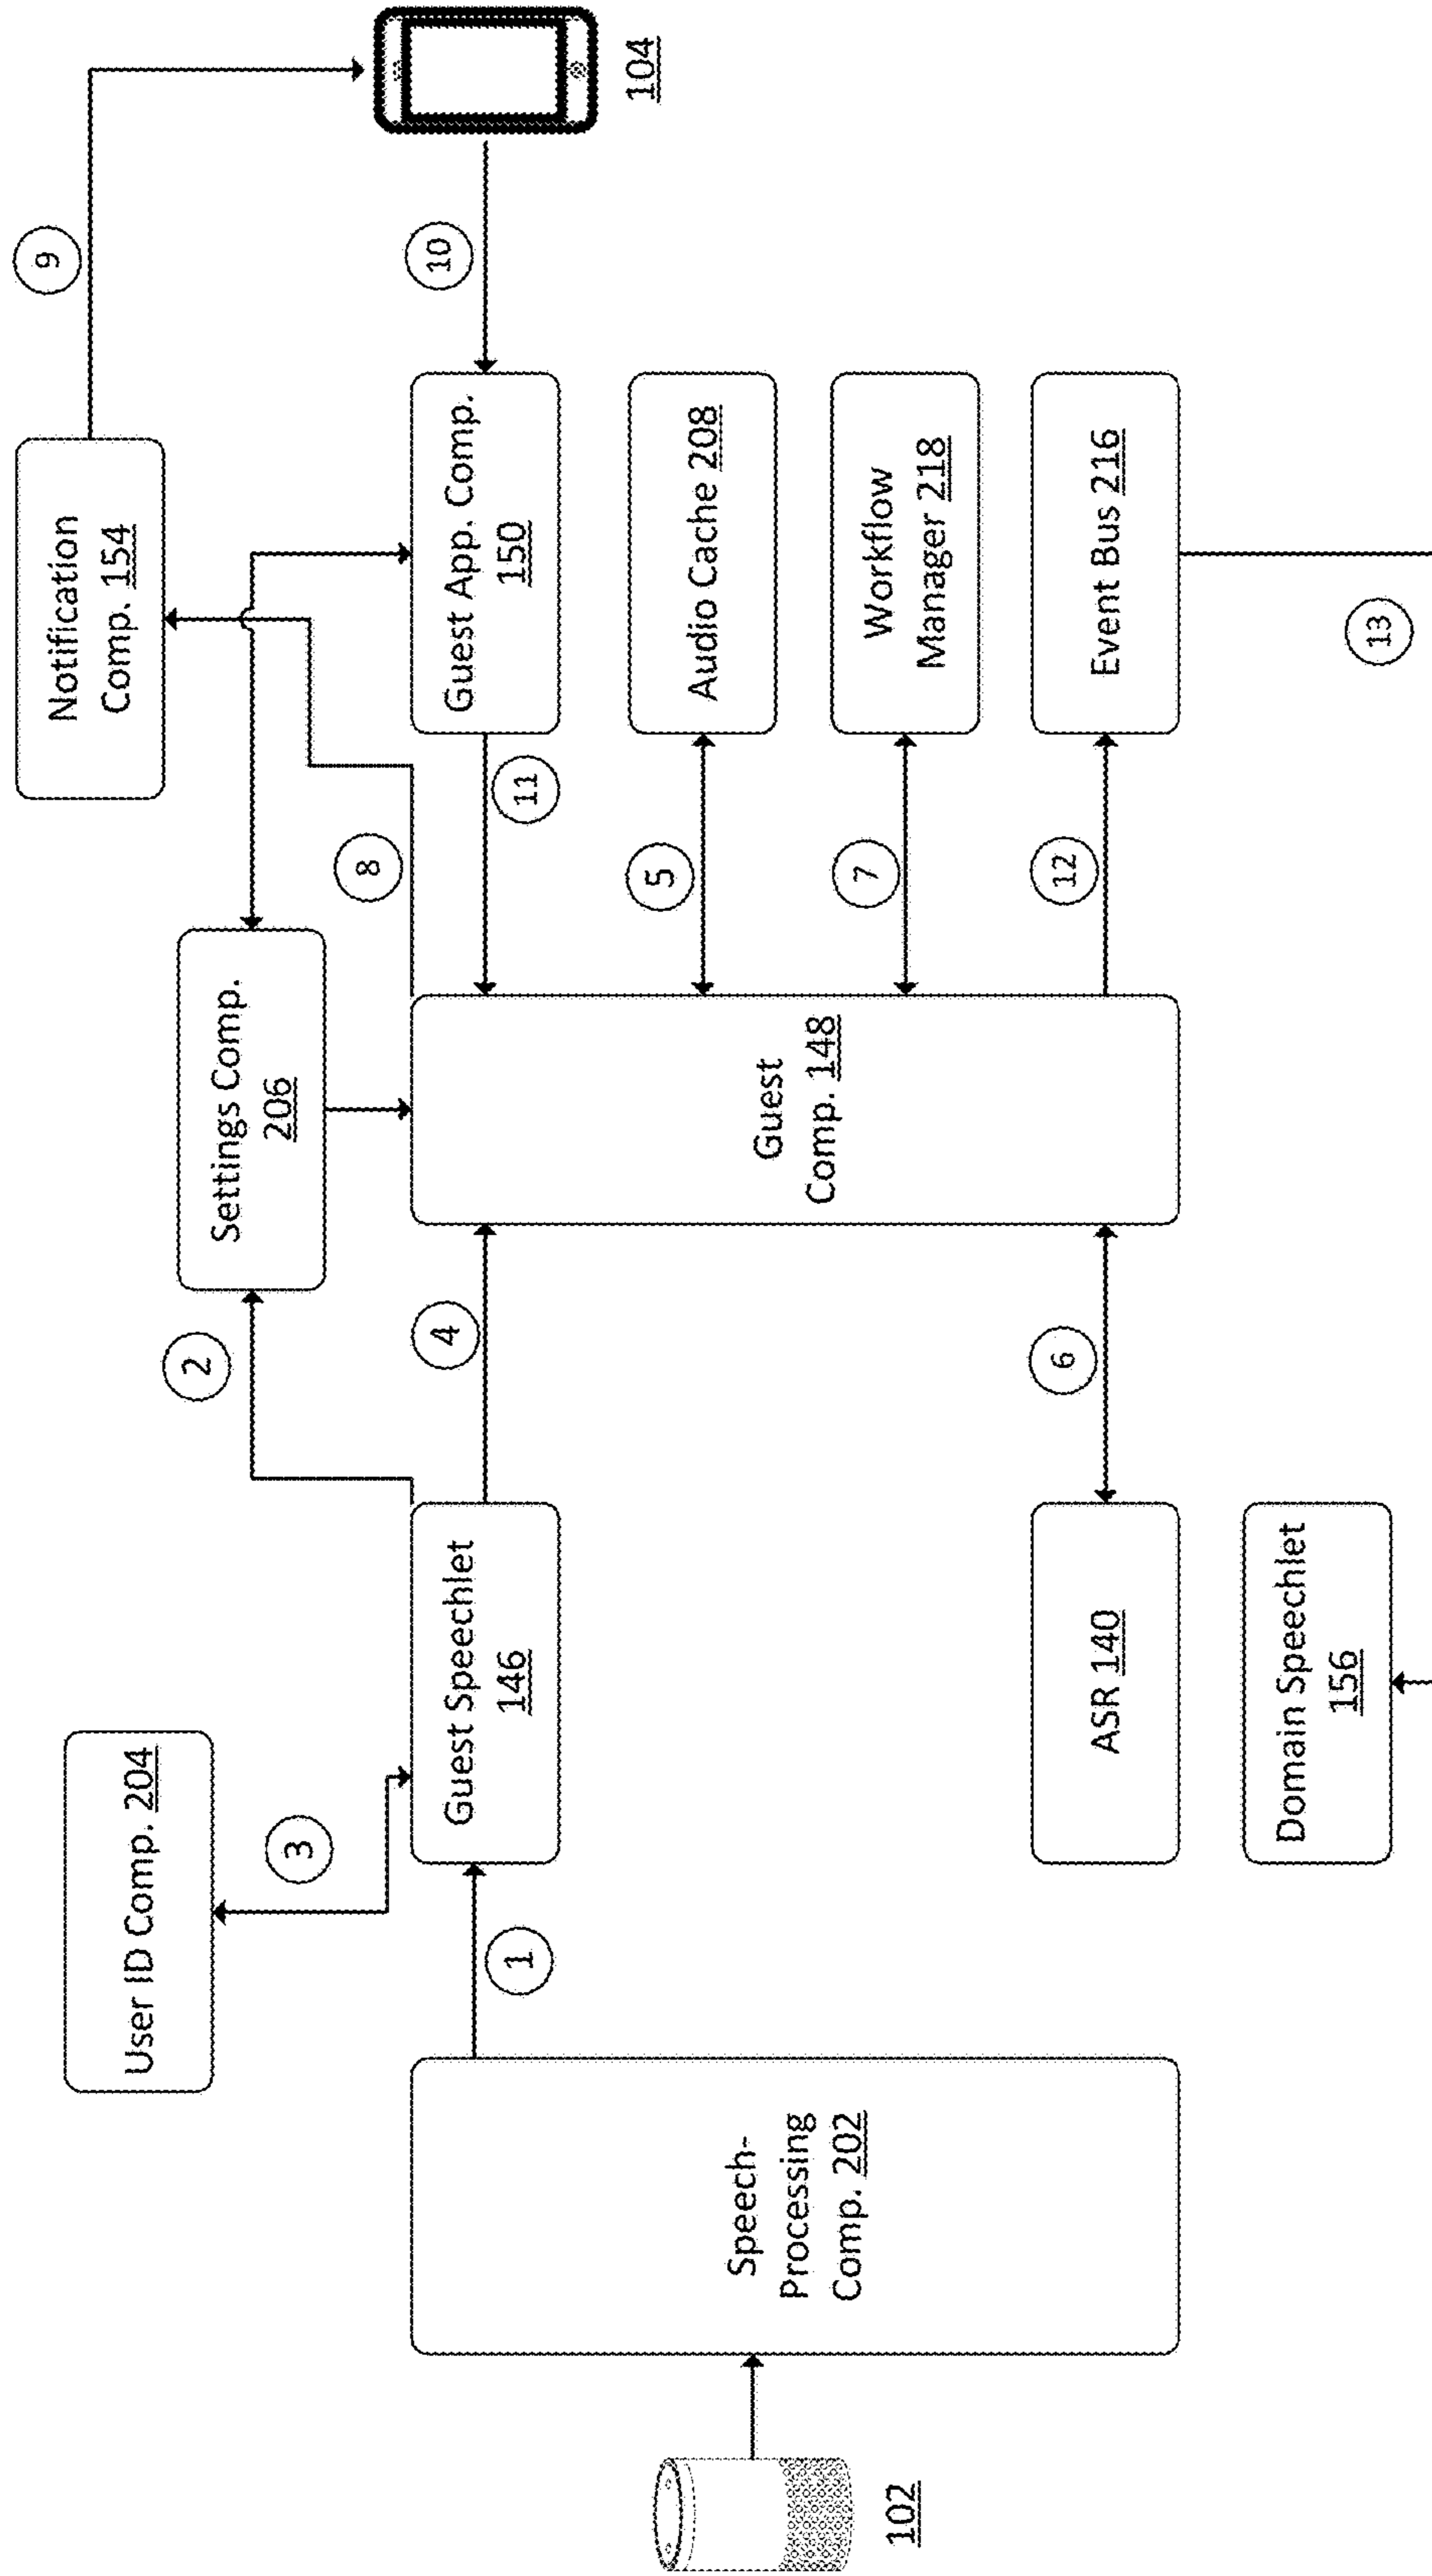 9
Notification
Comp. 154
104
10
Settings Comp.
206
8
Guest App. Comp.
150
11
User ID Comp. 204
3
2
Guest Speechlet
146
4
1
Audio Cache 208
5
Workflow
Manager 218
7
Speech-
Processing
Comp. 202
Guest
Comp. 148
102
Event Bus 216
12
6
ASR 140
Domain Speechlet
156
13